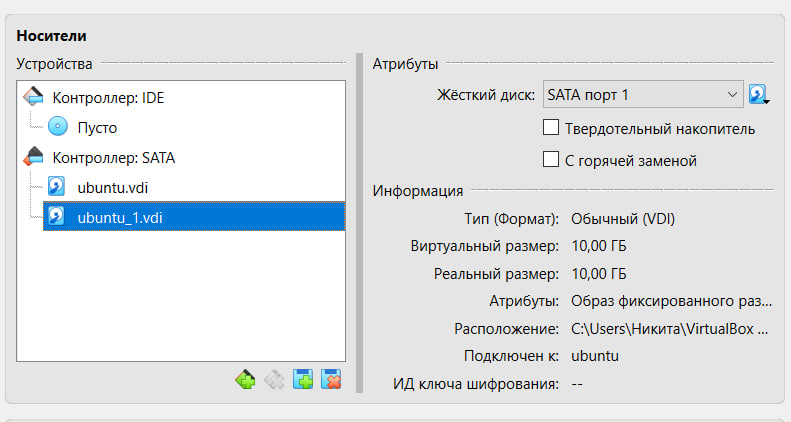 Носители
Устройства
Контроллер: IDE
Пусто
Контроллер: SATA
ubuntu.vdi
ubuntu_1.vdi
Атрибуты
Жёсткий диск: SATA порт 1
Твердотельный накопитель
С горячей заменой
Информация
Тип (Формат): Обычный (VDI)
Виртуальный размер: 10,00 ГБ
Реальный размер: 10,00 ГБ
Атрибуты: Образ фиксированного раз...
Расположение: C:\Users\Никита\VirtualBox ...
Подключен к: ubuntu
ИД ключа шифрования: --